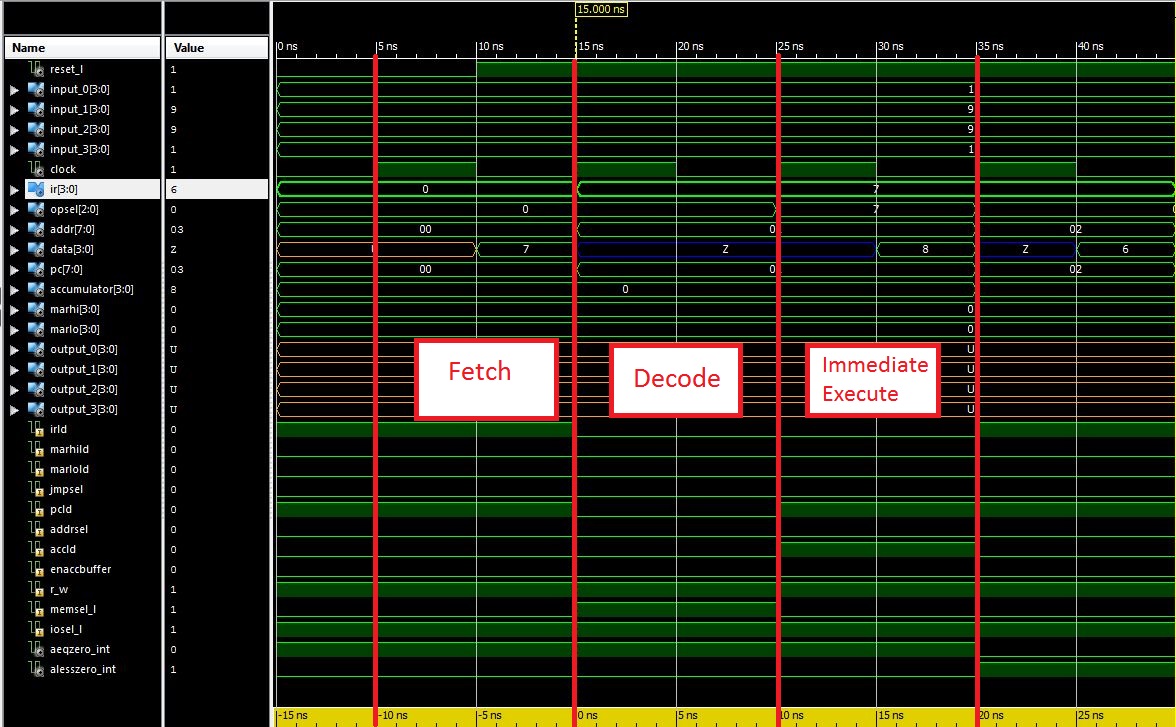 15.000 ns
Name Value
0 ns 5 ns 10 ns 15 ns 20 ns 25 ns 30 ns 35 ns 40 ns
reset_l 1
input_0[3:0] 1 1
input_1[3:0] 9 9
input_2[3:0] 9 9
input_3[3:0] 1 1
clock 1
ir[3:0] 6 0 7
opsel[2:0] 0 0 7
addr[7:0] 03 00 02
data[3:0] Z 7 Z 8 Z 6
pc[7:0] 03 00 02
accumulator[3:0] 8 0
marhi[3:0] 0 0
marlo[3:0] 0 0
output_0[3:0] U U
output_1[3:0] U U
output_2[3:0] U U
output_3[3:0] U U
Fetch
Decode
Immediate
Execute
irld 0
marhild 0
marlold 0
jmpsel 0
pcld 0
addrsel 0
accld 0
enaccbuffer 0
r_w 1
memsel_l 1
iosel_l 1
aeqzero_int 0
alesszero_int 1
-15 ns -10 ns -5 ns 0 ns 5 ns 10 ns 15 ns 20 ns 25 ns